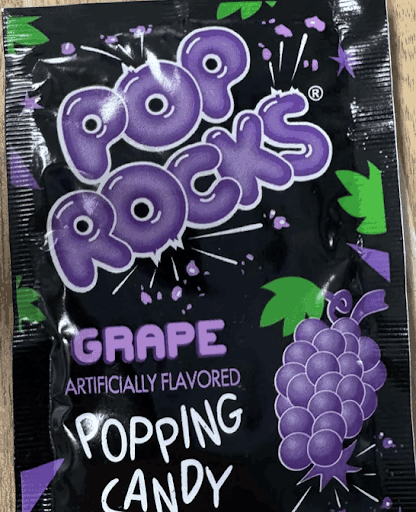 POP
ROCKS®
GRAPE
ARTIFICIALLY FLAVORED
POPPING
CANDY